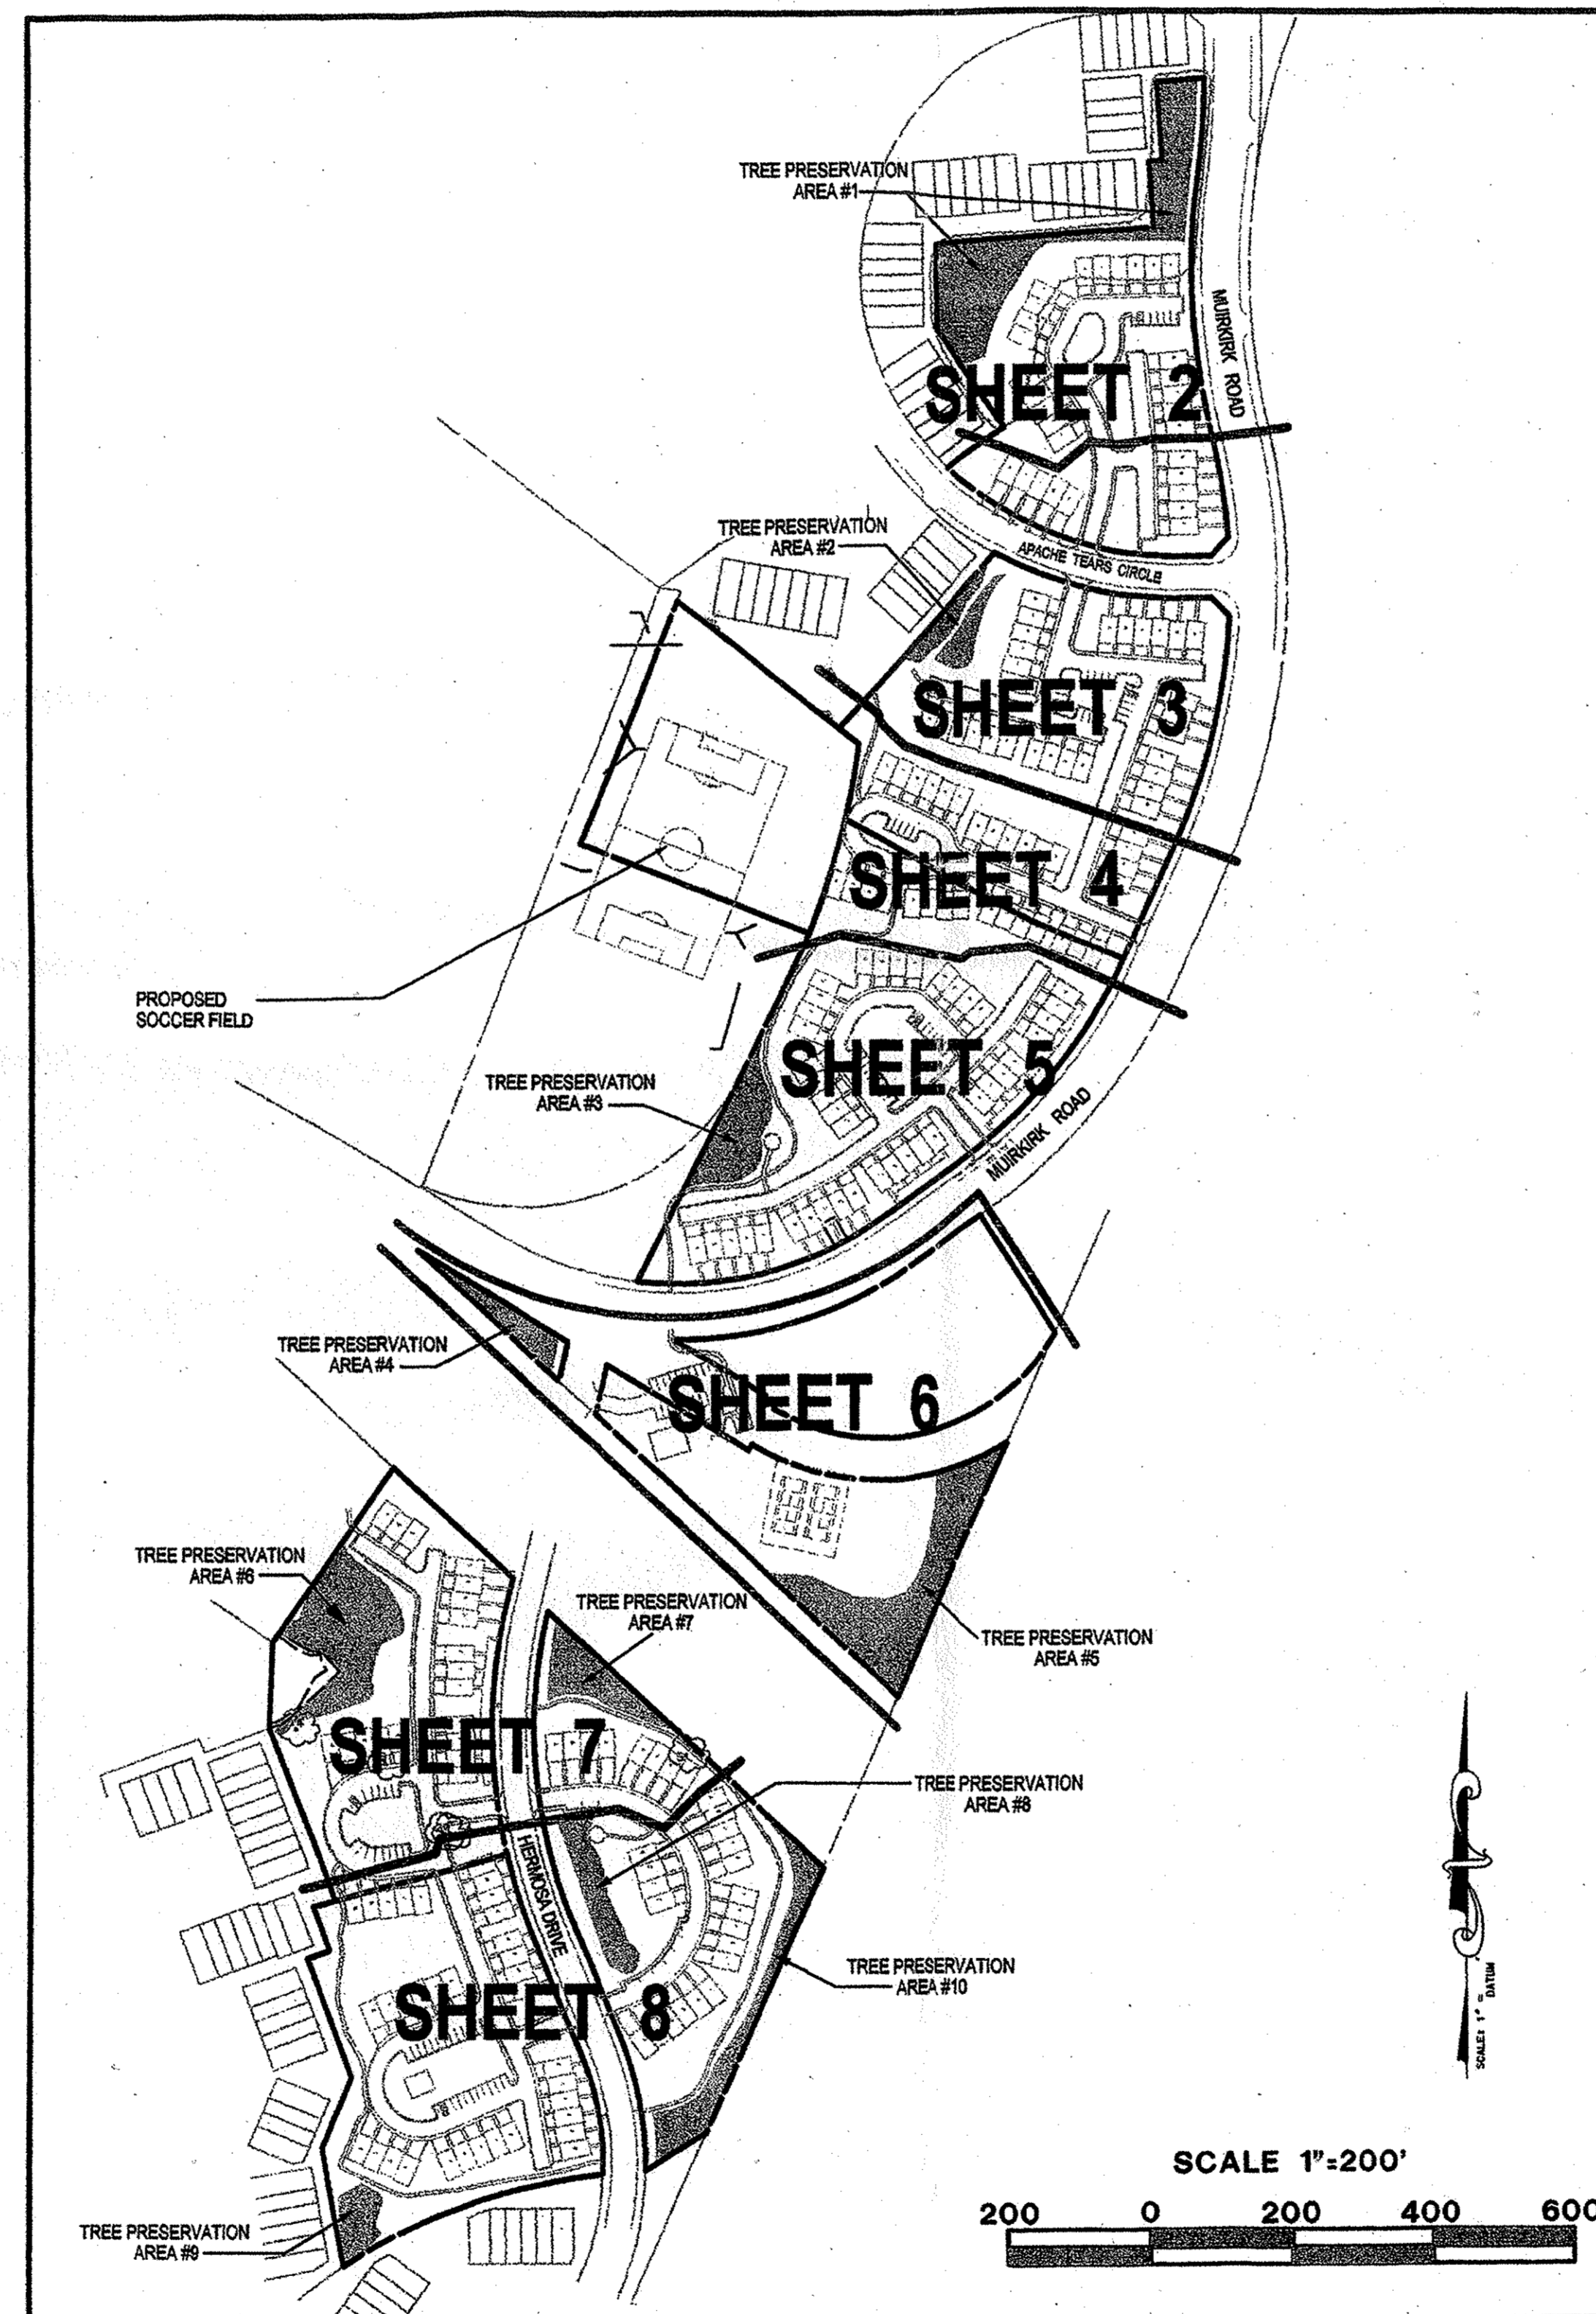 TREE PRESERVATION
AREA #1
MUIRKIRK ROAD
SHEET 2
TREE PRESERVATION
AREA #2
APACHE TEARS CIRCLE
SHEET 3
SHEET 4
PROPOSED
SOCCER FIELD
SHEET 5
TREE PRESERVATION
AREA #3
MUIRKIRK ROAD
TREE PRESERVATION
AREA #4
SHEET 6
TREE PRESERVATION
AREA #6
TREE PRESERVATION
AREA #7
TREE PRESERVATION
AREA #5
SHEET 7
TREE PRESERVATION
AREA #8
HERMOSA DRIVE
TREE PRESERVATION
AREA #10
SHEET 8
SCALE: 1" =
DATUM
SCALE 1"=200'
200 0 200 400 600
TREE PRESERVATION
AREA #9